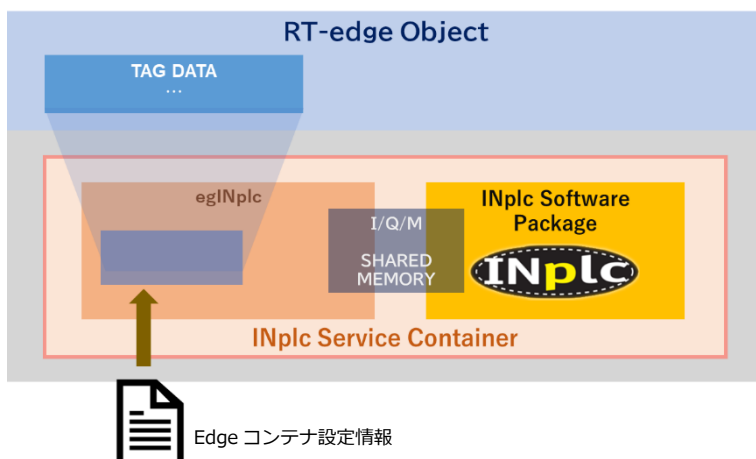 RT-edge Object
TAG DATA
...
egINplc
I/Q/M
SHARED
MEMORY
INplc Software
Package
INplc
INplc Service Container
Edge コンテナ設定情報